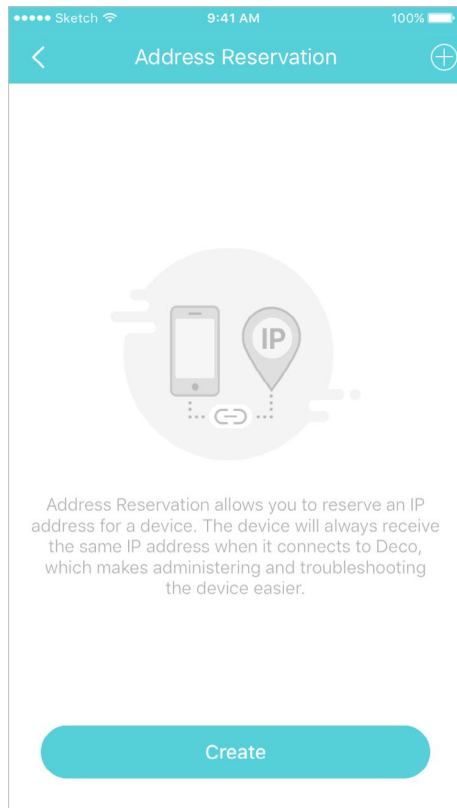 Sketch 9:41 AM 100%
Address Reservation
IP
Address Reservation allows you to reserve an IP
address for a device. The device will always receive
the same IP address when it connects to Deco,
which makes administering and troubleshooting
the device easier.
Create